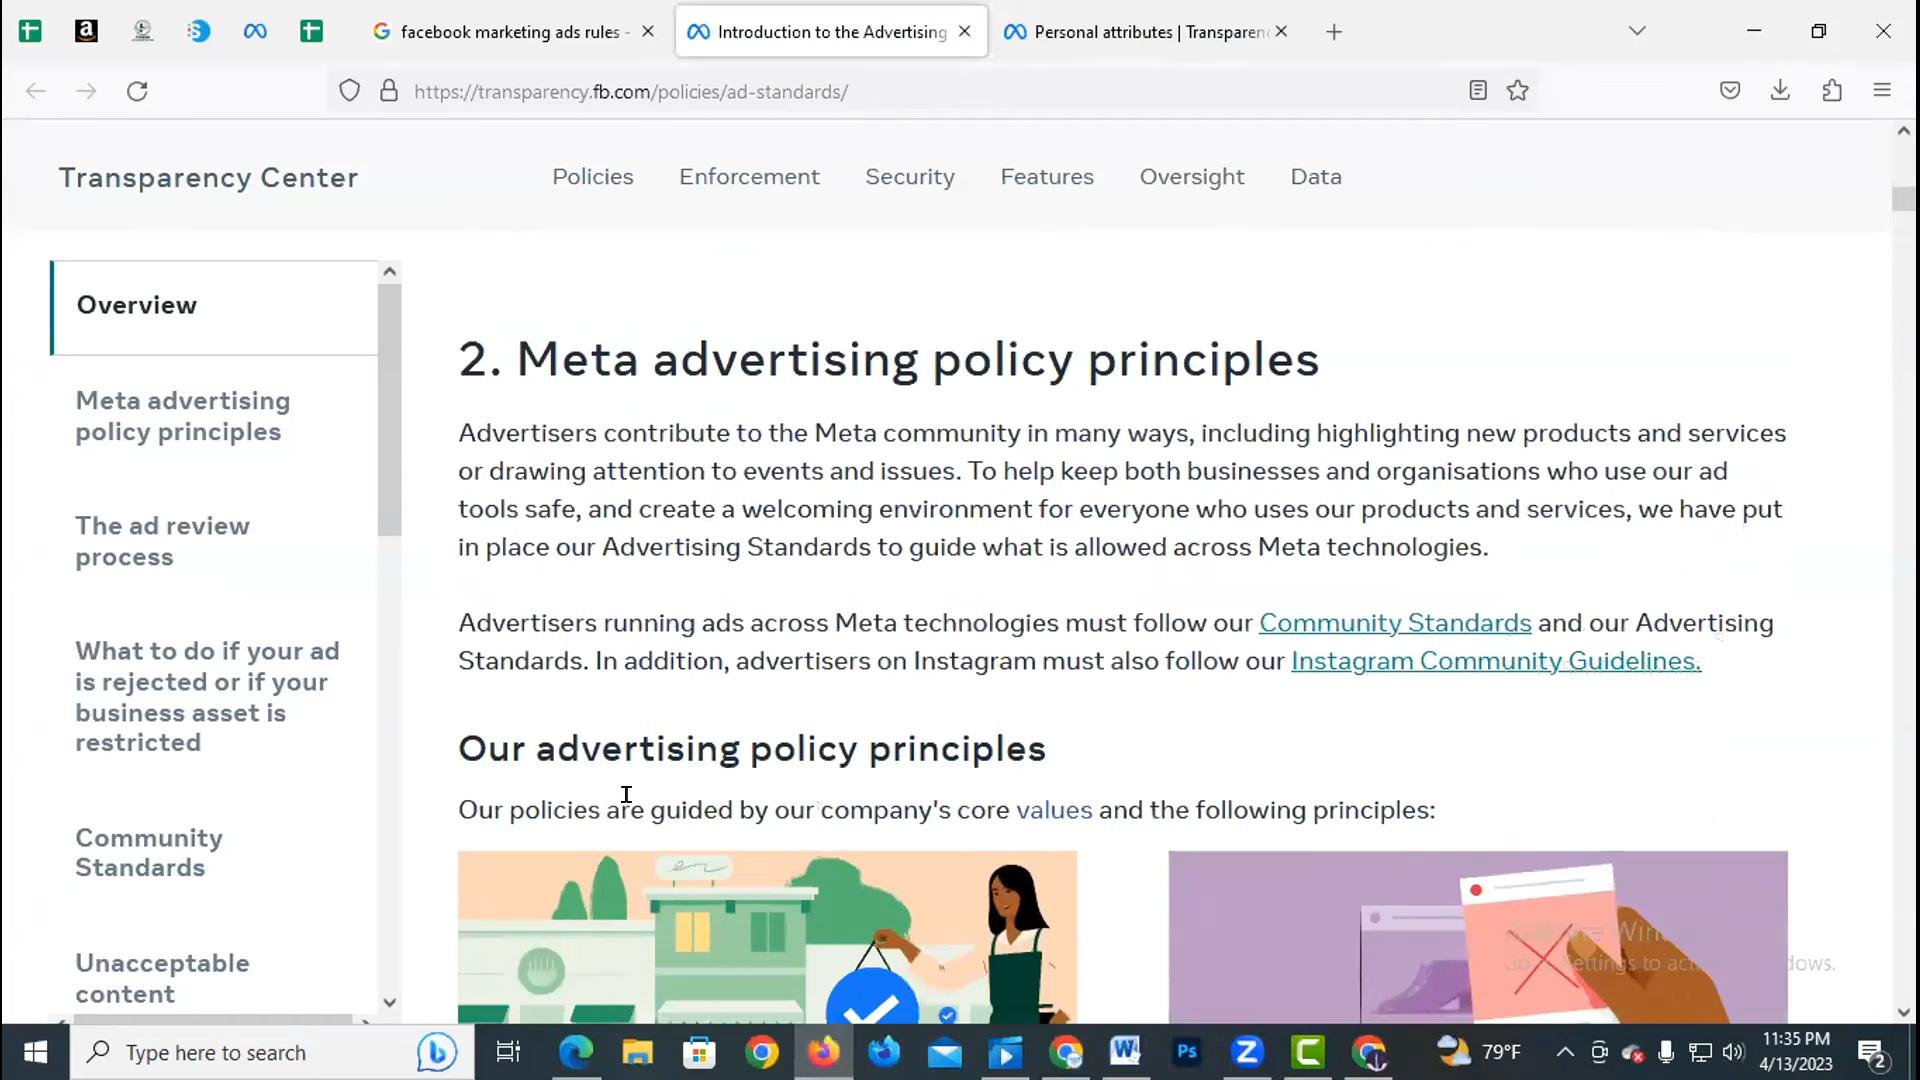 facebook marketing ads rules -
Introduction to the Advertising
Personal attributes | Transparen
https://transparency.fb.com/policies/ad-standards/
Transparency Center
Policies
Enforcement
Security
Features
Oversight
Data
Overview
Meta advertising
policy principles
The ad review
process
What to do if your ad
is rejected or if your
business asset is
restricted
Community
Standards
Unacceptable
content
2. Meta advertising policy principles
Advertisers contribute to the Meta community in many ways, including highlighting new products and services
or drawing attention to events and issues. To help keep both businesses and organisations who use our ad
tools safe, and create a welcoming environment for everyone who uses our products and services, we have put
in place our Advertising Standards to guide what is allowed across Meta technologies.
Advertisers running ads across Meta technologies must follow our Community Standards and our Advertising
Standards. In addition, advertisers on Instagram must also follow our Instagram Community Guidelines.
Our advertising policy principles
Our policies are guided by our company's core values and the following principles:
Type here to search
79°F
11:35 PM
4/13/2023
2